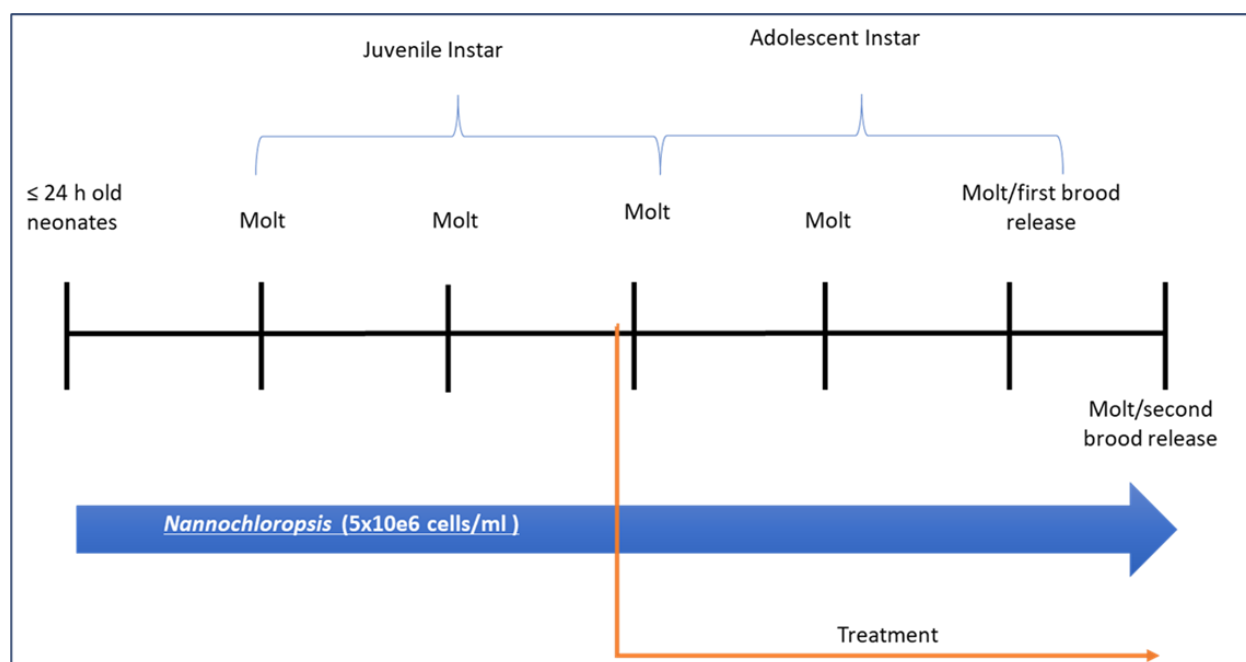 Juvenile Instar
Adolescent Instar
≤ 24 h old
neonates
Molt
Molt
Molt
Molt
Molt/first brood
release
Molt/second
brood release
Nannochloropsis (5x10e6 cells/ml )
Treatment